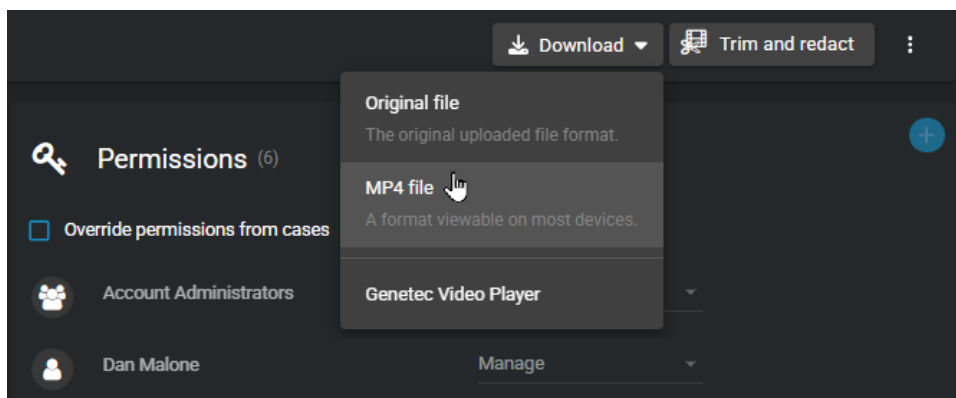 Download
Trim and redact
Original file
The original uploaded file format.
Permissions (6)
MP4 file
A format viewable on most devices.
Override permissions from cases
Account Administrators
Genetec Video Player
Dan Malone
Manage